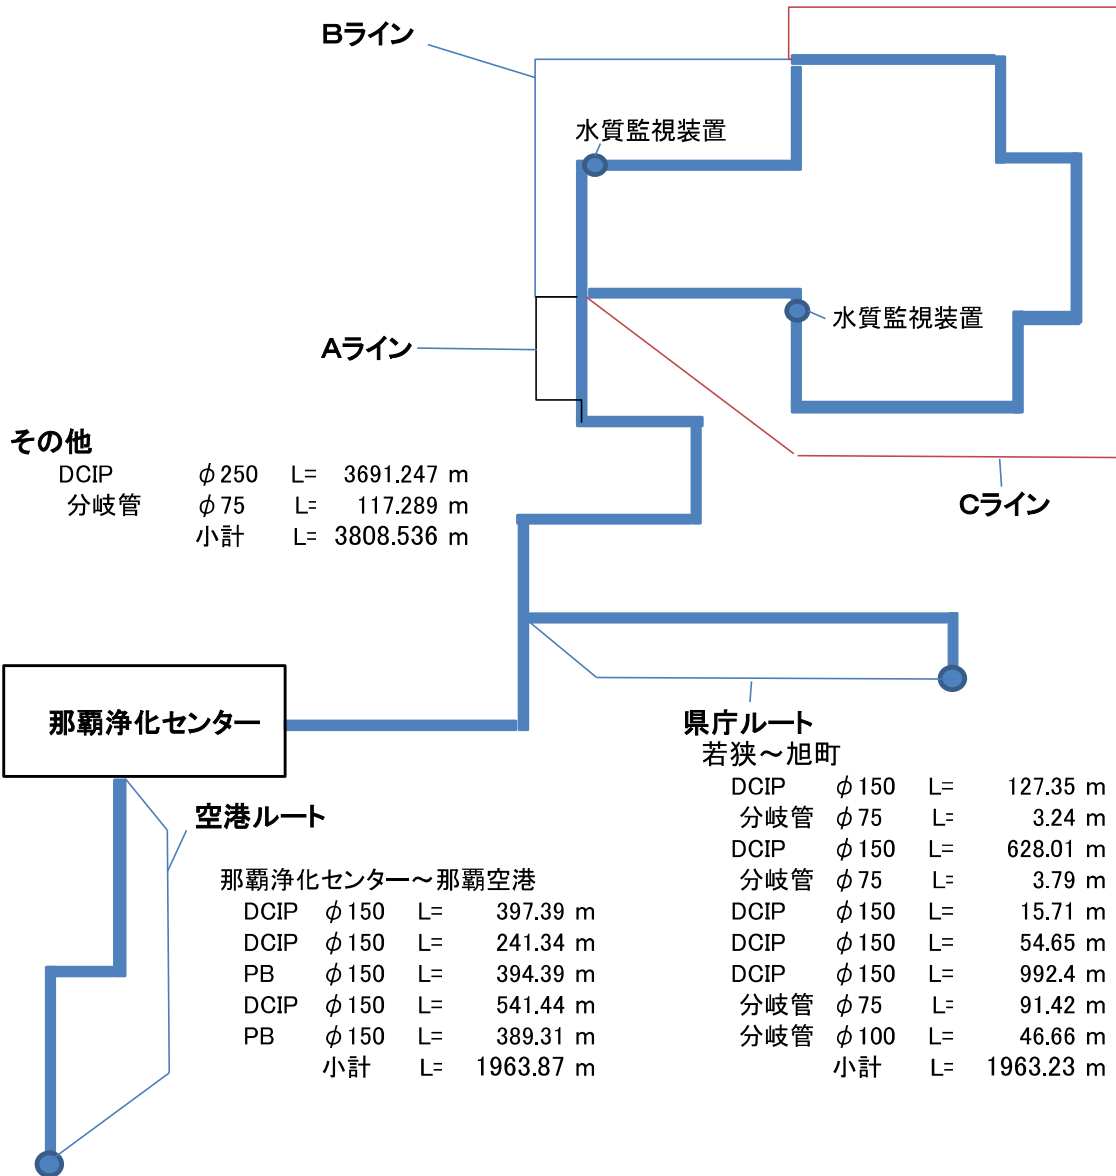 Bライン
水質監視装置
水質監視装置
Aライン
その他
DCIP φ250 L= 3691.247 m
分岐管 φ75 L= 117.289 m
小計 L= 3808.536 m
Cライン
那覇浄化センター
県庁ルート
若狭～旭町
DCIP φ150 L= 127.35 m
分岐管 φ75 L= 3.24 m
DCIP φ150 L= 628.01 m
分岐管 φ75 L= 3.79 m
DCIP φ150 L= 15.71 m
DCIP φ150 L= 54.65 m
DCIP φ150 L= 992.4 m
分岐管 φ75 L= 91.42 m
分岐管 φ100 L= 46.66 m
小計 L= 1963.23 m
空港ルート
那覇浄化センター～那覇空港
DCIP φ150 L= 397.39 m
DCIP φ150 L= 241.34 m
PB φ150 L= 394.39 m
DCIP φ150 L= 541.44 m
PB φ150 L= 389.31 m
小計 L= 1963.87 m